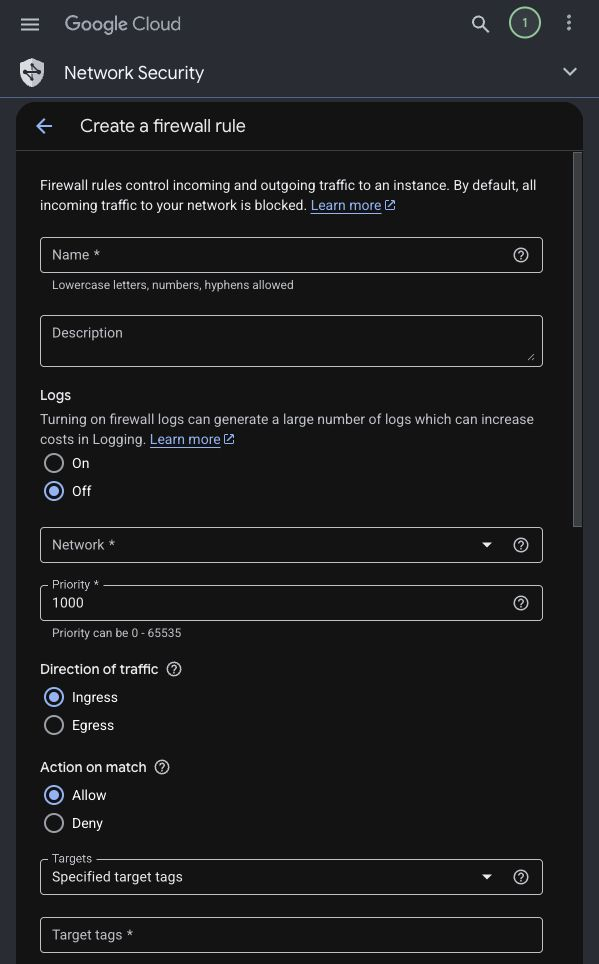 Google Cloud
1
Network Security
Create a firewall rule
Firewall rules control incoming and outgoing traffic to an instance. By default, all
incoming traffic to your network is blocked. Learn more
Name *
Lowercase letters, numbers, hyphens allowed
Description
Logs
Turning on firewall logs can generate a large number of logs which can increase
costs in Logging. Learn more
On
Off
Network *
Priority *
1000
Priority can be 0 - 65535
Direction of traffic
Ingress
Egress
Action on match
Allow
Deny
Targets
Specified target tags
Target tags *